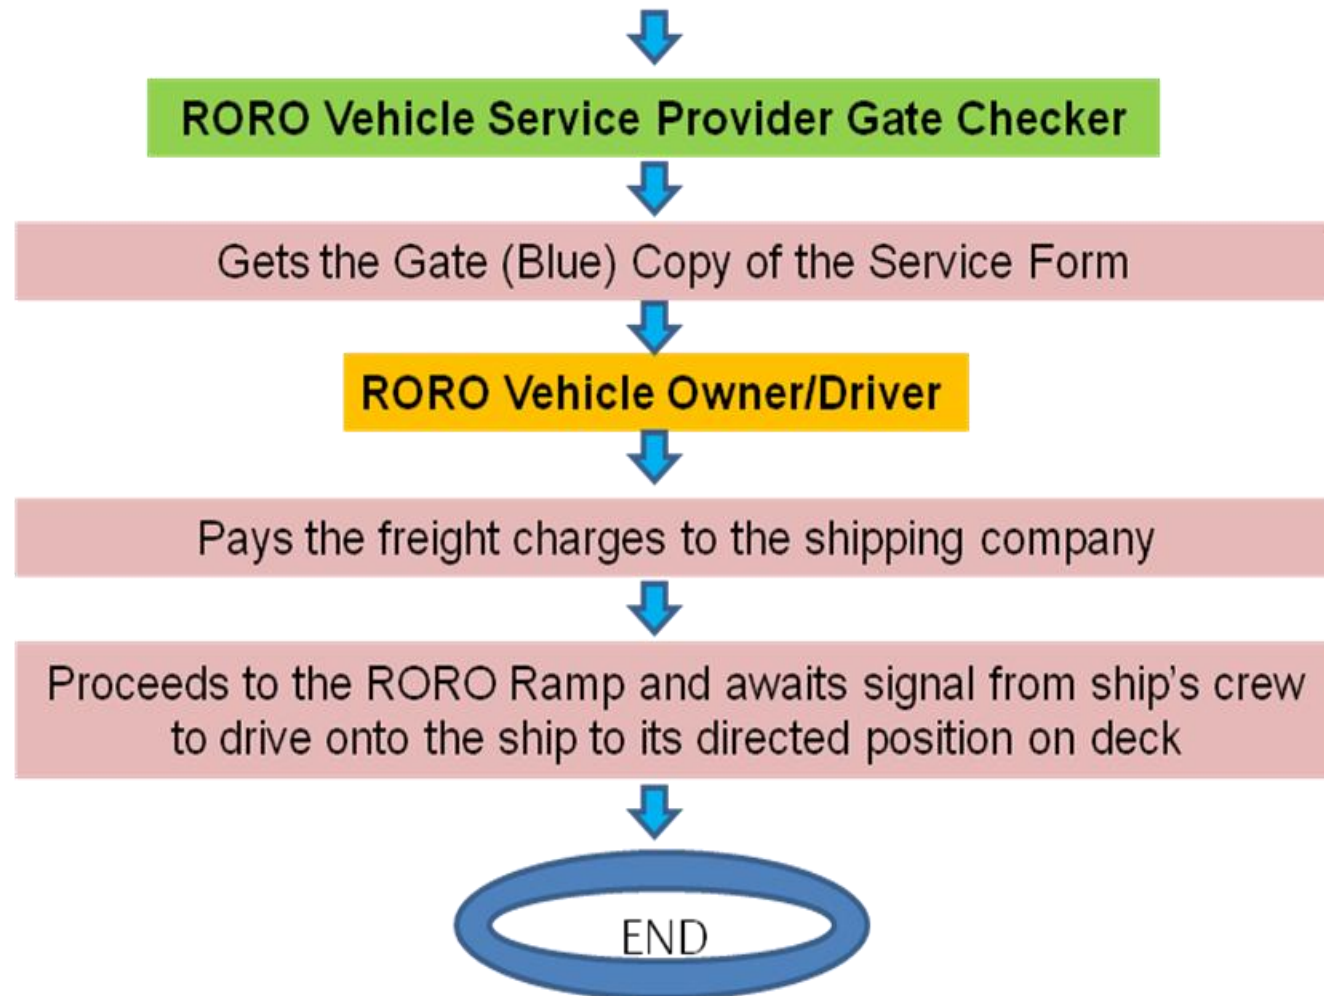 RORO Vehicle Service Provider Gate Checker
Gets the Gate (Blue) Copy of the Service Form
RORO Vehicle Owner/Driver
Pays the freight charges to the shipping company
Proceeds to the RORO Ramp and awaits signal from ship's crew
to drive onto the ship to its directed position on deck
END